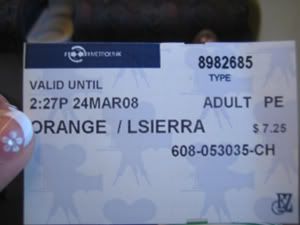 METROLINK
8982685
VALID UNTIL
TYPE
2:27P 24MAR08
ADULT PE
ORANGE / LSIERRA
$ 7.25
608-053035-CH